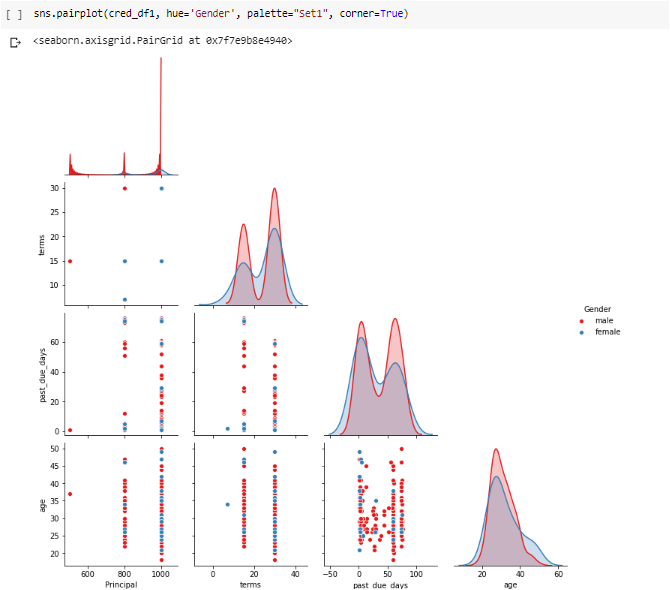 [ ] sns.pairplot(cred_df1, hue='Gender', palette="Set1", corner=True)
<seaborn.axisgrid.PairGrid at 0x7f7e9b8e4940>
30
25
20
15
10
terms
60
40
20
0
past_due_days
50
45
40
35
30
25
20
age
600 800 1000
Principal
0 20 40
terms
−50 0 50 100
past_due_days
20 40 60
age
Gender
male
female